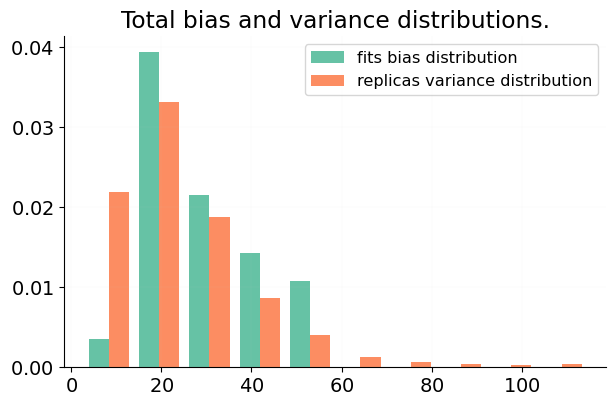 Total bias and variance distributions.
fits bias distribution
replicas variance distribution
0.04
0.03
0.02
0.01
0.00
0 20 40 60 80 100